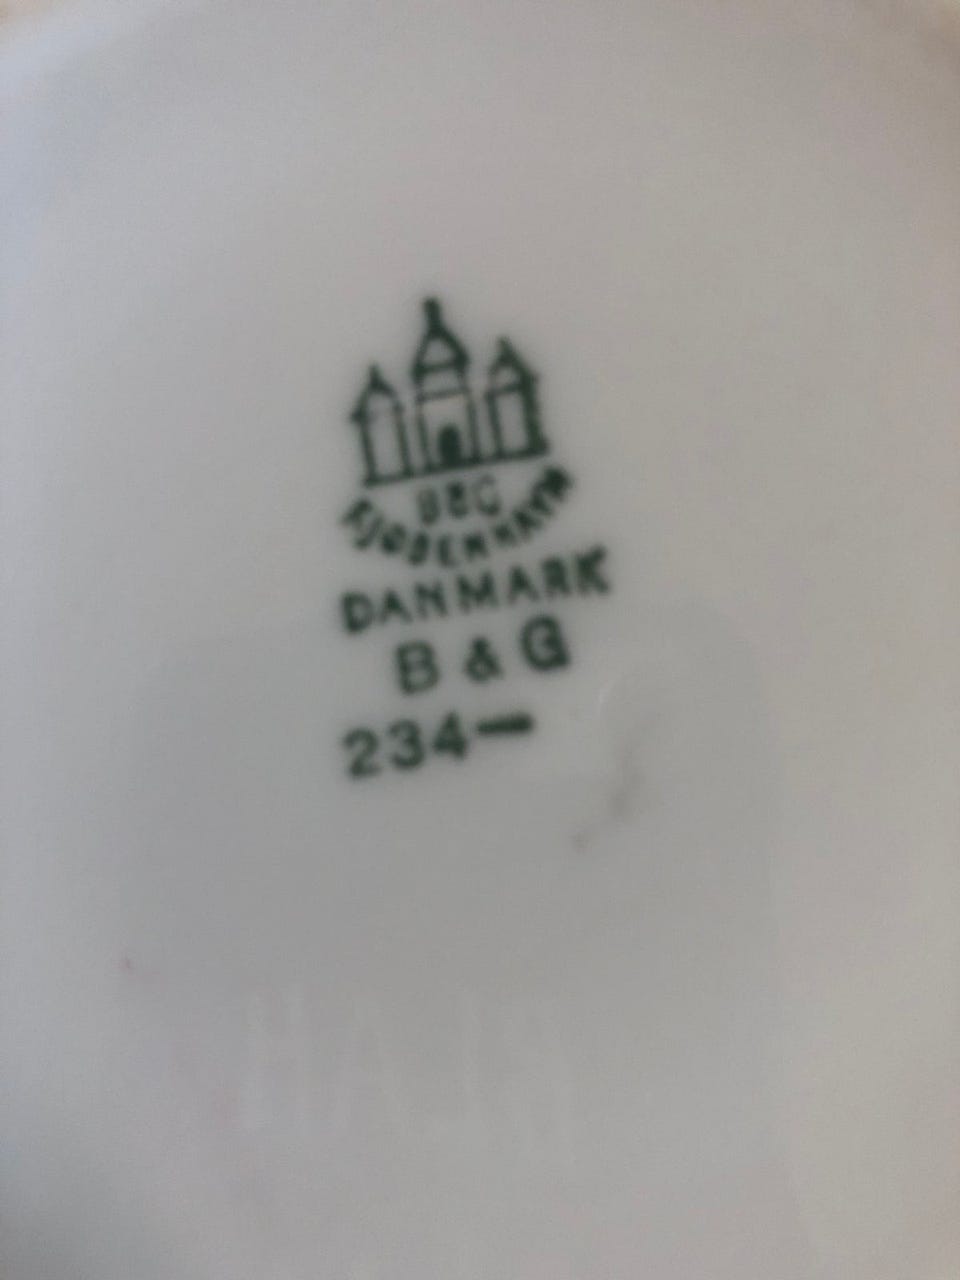 B&G
KJØBENHAVN
DANMARK
B & G
234—